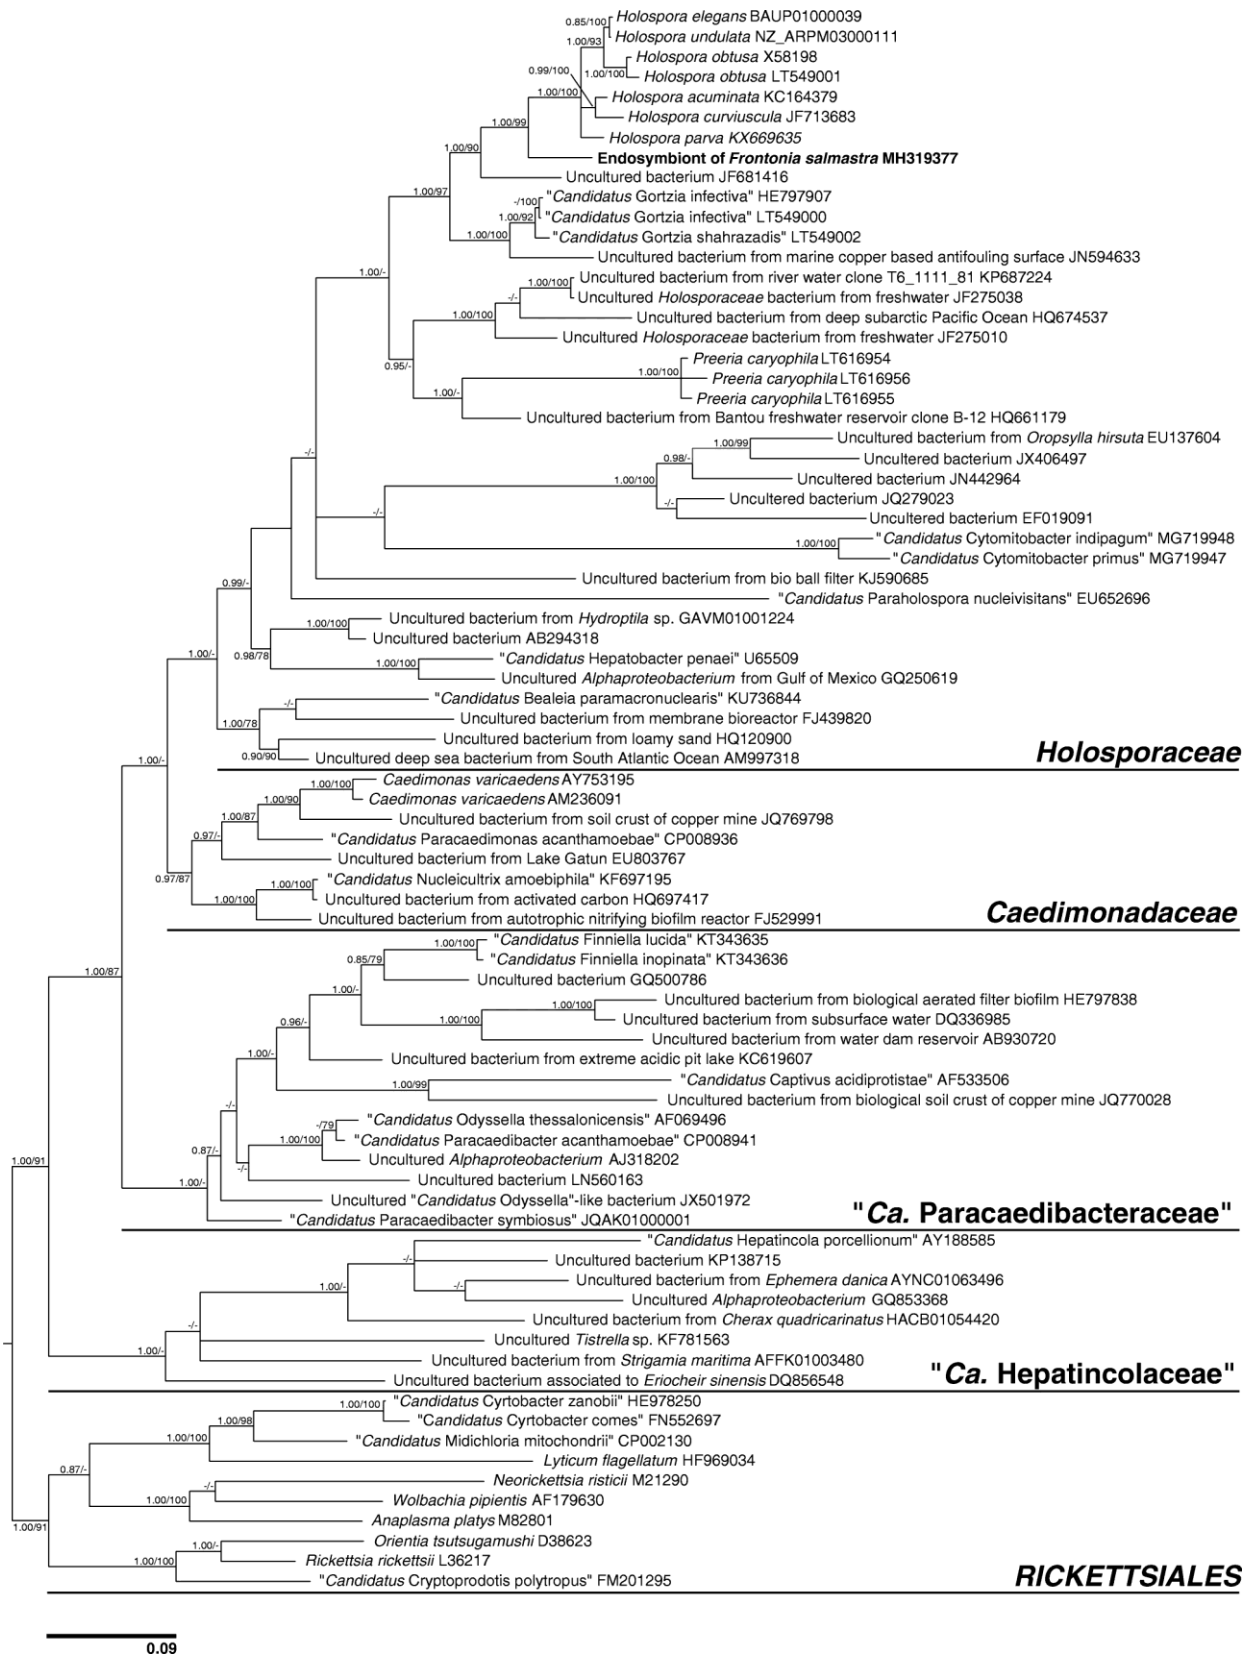 0.85/100
Holospora elegans BAUP01000039
1.00/93
Holospora undulata NZ_ARPM03000111
Holospora obtusa X58198
0.99/100
1.00/100
Holospora obtusa LT549001
1.00/100
Holospora acuminata KC164379
Holospora curviuscula JF713683
1.00/99
Holospora parva KX669635
1.00/90
Endosymbiont of Frontonia salmastra MH319377
Uncultured bacterium JF681416
1.00/97
"Candidatus Gortzia infectiva" HE797907
-/100
1.00/92
"Candidatus Gortzia infectiva" LT549000
1.00/100
"Candidatus Gortzia shahrazadis" LT549002
Uncultured bacterium from marine copper based antifouling surface JN594633
1.00/-
1.00/100
Uncultured bacterium from river water clone T6_1111_81 KP687224
-/-
Uncultured Holosporaceae bacterium from freshwater JF275038
1.00/100
Uncultured bacterium from deep subarctic Pacific Ocean HQ674537
Uncultured Holosporaceae bacterium from freshwater JF275010
0.95/-
Preeria caryophila LT616954
1.00/100
Preeria caryophila LT616956
1.00/-
Preeria caryophila LT616955
Uncultured bacterium from Bantou freshwater reservoir clone B-12 HQ661179
1.00/99
Uncultured bacterium from Oropsylla hirsuta EU137604
-/-
0.98/-
Uncultered bacterium JX406497
1.00/100
Uncultered bacterium JN442964
-/-
Uncultered bacterium JQ279023
-/-
Uncultered bacterium EF019091
1.00/100
"Candidatus Cytomitobacter indipagum" MG719948
"Candidatus Cytomitobacter primus" MG719947
0.99/-
Uncultured bacterium from bio ball filter KJ590685
"Candidatus Paraholospora nucleivisitans" EU652696
1.00/100
Uncultured bacterium from Hydroptila sp. GAVM01001224
Uncultured bacterium AB294318
1.00/-
0.98/78
1.00/100
"Candidatus Hepatobacter penaei" U65509
Uncultured Alphaproteobacterium from Gulf of Mexico GQ250619
-/-
"Candidatus Bealeia paramacronuclearis" KU736844
1.00/78
Uncultured bacterium from membrane bioreactor FJ439820
Uncultured bacterium from loamy sand HQ120900
0.90/90
Uncultured deep sea bacterium from South Atlantic Ocean AM997318
Holosporaceae
1.00/-
1.00/100
Caedimonas varicaedens AY753195
1.00/90
Caedimonas varicaedens AM236091
1.00/87
Uncultured bacterium from soil crust of copper mine JQ769798
0.97/-
"Candidatus Paracaedimonas acanthamoebae" CP008936
Uncultured bacterium from Lake Gatun EU803767
0.97/87
1.00/100
"Candidatus Nucleicultrix amoebiphila" KF697195
1.00/100
Uncultured bacterium from activated carbon HQ697417
Uncultured bacterium from autotrophic nitrifying biofilm reactor FJ529991
Caedimonadaceae
1.00/100
"Candidatus Finniella lucida" KT343635
0.85/79
"Candidatus Finniella inopinata" KT343636
1.00/87
Uncultured bacterium GQ500786
1.00/-
1.00/100
Uncultured bacterium from biological aerated filter biofilm HE797838
0.96/-
1.00/100
Uncultured bacterium from subsurface water DQ336985
Uncultured bacterium from water dam reservoir AB930720
1.00/-
Uncultured bacterium from extreme acidic pit lake KC619607
1.00/99
"Candidatus Captivus acidiprotistae" AF533506
Uncultured bacterium from biological soil crust of copper mine JQ770028
-/-
-/79
"Candidatus Odyssella thessalonicensis" AF069496
1.00/100
"Candidatus Paracaedibacter acanthamoebae" CP008941
0.87/-
Uncultured Alphaproteobacterium AJ318202
-/-
Uncultured bacterium LN560163
1.00/91
1.00/-
Uncultured "Candidatus Odyssella"-like bacterium JX501972
"Candidatus Paracaedibacter symbiosus" JQAK01000001
"Ca. Paracaedibacteraceae"
"Candidatus Hepatincola porcellionum" AY188585
-/-
Uncultured bacterium KP138715
-/-
Uncultured bacterium from Ephemera danica AYNC01063496
1.00/-
Uncultured Alphaproteobacterium GQ853368
Uncultured bacterium from Cherax quadricarinatus HACB01054420
-/-
Uncultured Tistrella sp. KF781563
1.00/-
Uncultured bacterium from Strigamia maritima AFFK01003480
Uncultured bacterium associated to Eriocheir sinensis DQ856548
"Ca. Hepatincolaceae"
1.00/100
"Candidatus Cyrtobacter zanobii" HE978250
1.00/98
"Candidatus Cyrtobacter comes" FN552697
1.00/100
"Candidatus Midichloria mitochondrii" CP002130
Lyticum flagellatum HF969034
0.87/-
-/-
Neorickettsia risticii M21290
1.00/100
Wolbachia pipientis AF179630
Anaplasma platys M82801
1.00/91
Orientia tsutsugamushi D38623
1.00/-
1.00/100
Rickettsia rickettsii L36217
"Candidatus Cryptoprodotis polytropus" FM201295
RICKETTSIALES
0.09